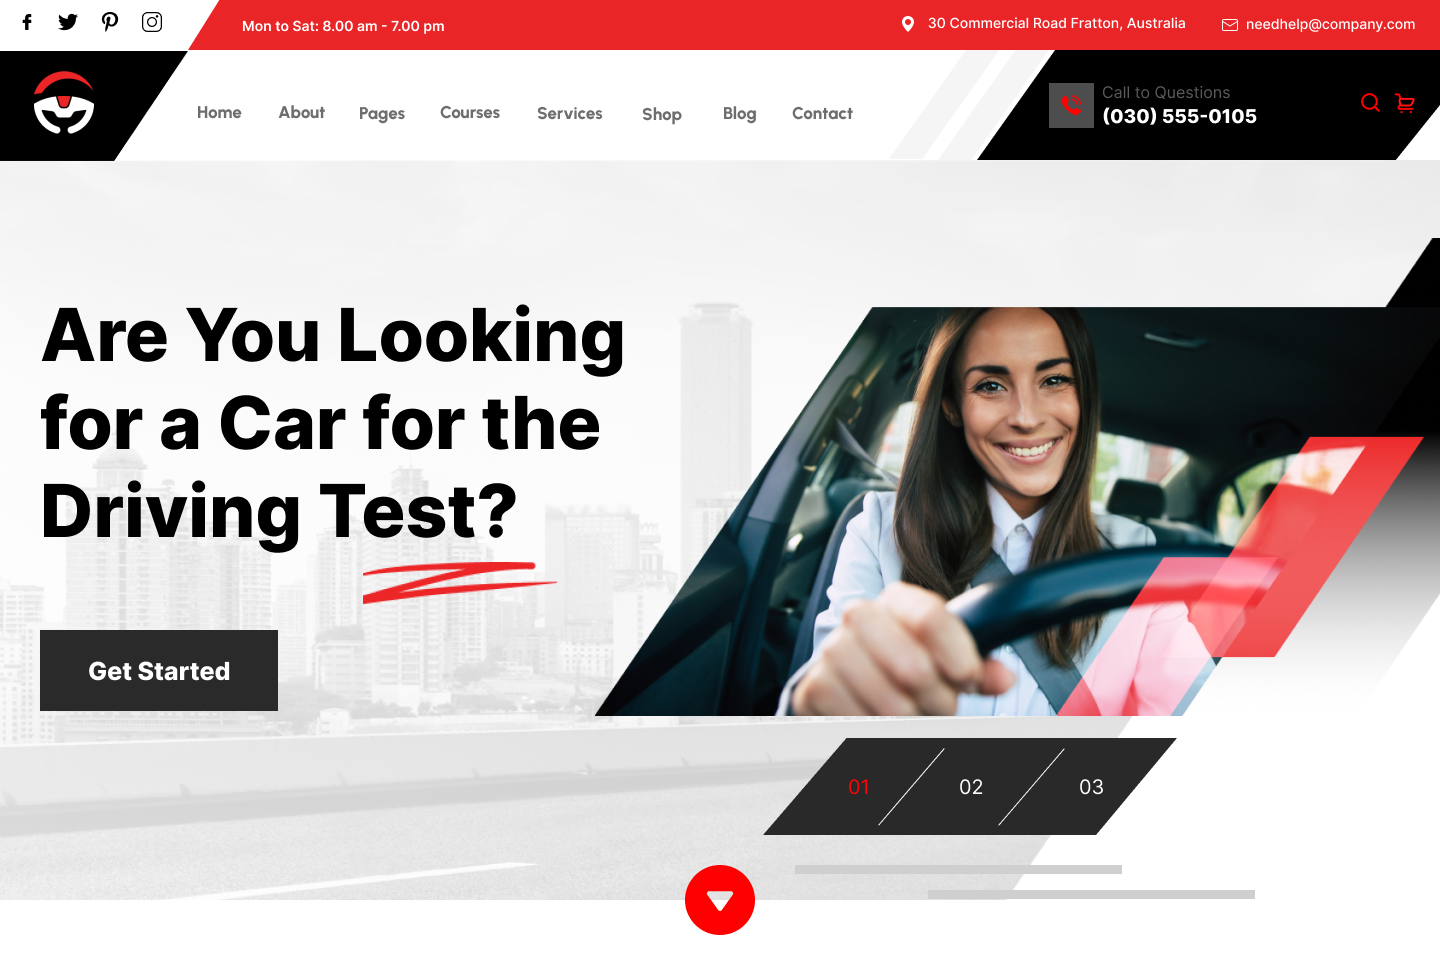 Mon to Sat: 8.00 am - 7.00 pm
30 Commercial Road Fratton, Australia
needhelp@company.com
Home
About
Pages
Courses
Services
Shop
Blog
Contact
Call to Questions
(030) 555-0105
Are You Looking
for a Car for the
Driving Test?
Get Started
01
02
03